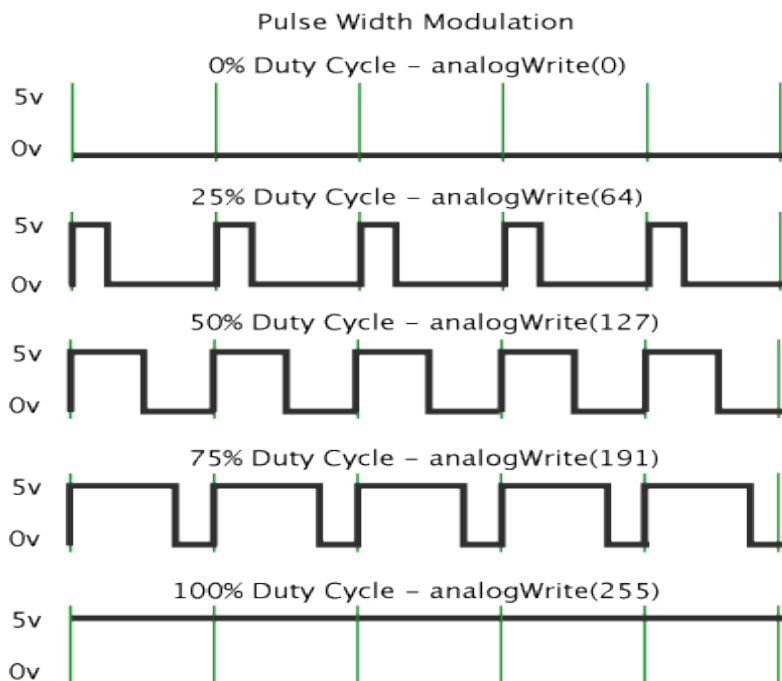 Pulse Width Modulation
0% Duty Cycle – analogWrite(0)
5v
0v
25% Duty Cycle – analogWrite(64)
5v
0v
50% Duty Cycle – analogWrite(127)
5v
0v
75% Duty Cycle – analogWrite(191)
5v
0v
100% Duty Cycle – analogWrite(255)
5v
0v